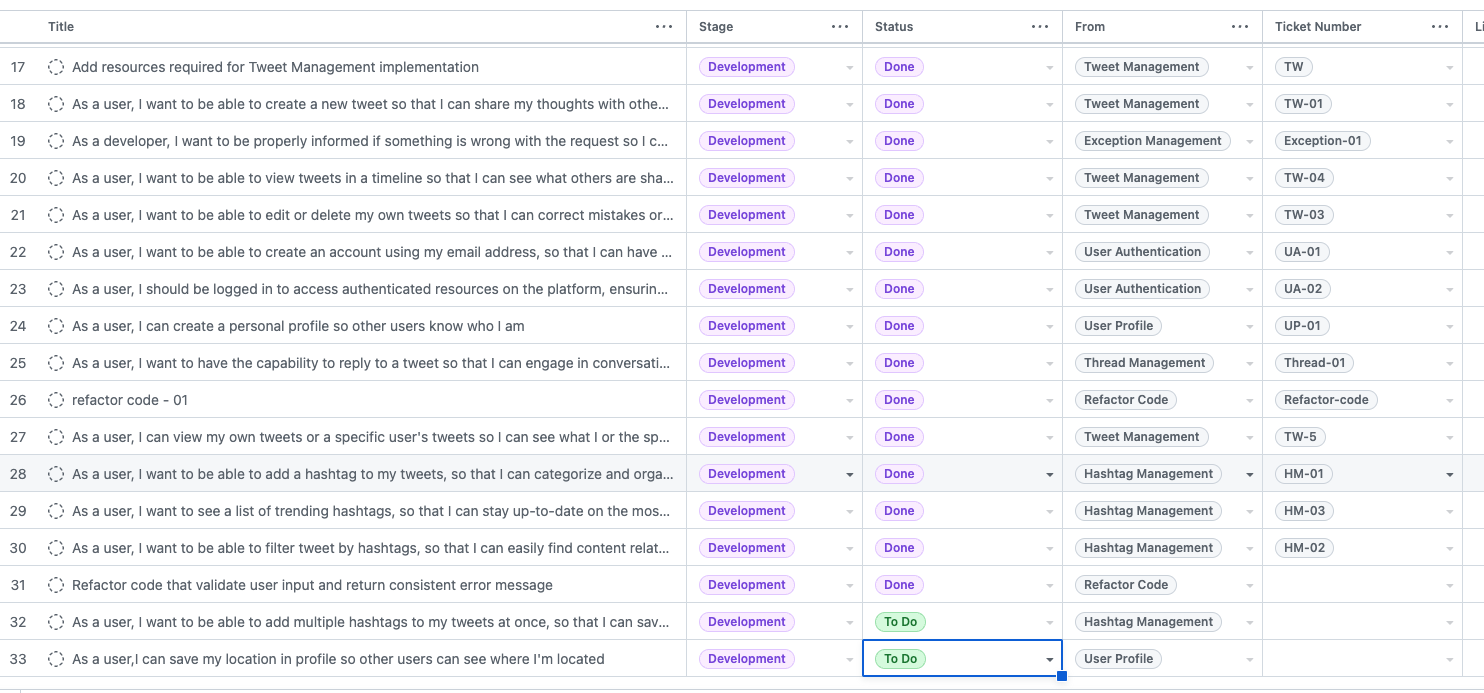 Title ... Stage ... Status ... From ... Ticket Number ... Li
17 Add resources required for Tweet Management implementation Development Done Tweet Management TW
18 As a user, I want to be able to create a new tweet so that I can share my thoughts with othe... Development Done Tweet Management TW-01
19 As a developer, I want to be properly informed if something is wrong with the request so I c... Development Done Exception Management Exception-01
20 As a user, I want to be able to view tweets in a timeline so that I can see what others are sha... Development Done Tweet Management TW-04
21 As a user, I want to be able to edit or delete my own tweets so that I can correct mistakes or... Development Done Tweet Management TW-03
22 As a user, I want to be able to create an account using my email address, so that I can have ... Development Done User Authentication UA-01
23 As a user, I should be logged in to access authenticated resources on the platform, ensurin... Development Done User Authentication UA-02
24 As a user, I can create a personal profile so other users know who I am Development Done User Profile UP-01
25 As a user, I want to have the capability to reply to a tweet so that I can engage in conversati... Development Done Thread Management Thread-01
26 refactor code - 01 Development Done Refactor Code Refactor-code
27 As a user, I can view my own tweets or a specific user's tweets so I can see what I or the sp... Development Done Tweet Management TW-5
28 As a user, I want to be able to add a hashtag to my tweets, so that I can categorize and orga... Development Done Hashtag Management HM-01
29 As a user, I want to see a list of trending hashtags, so that I can stay up-to-date on the mos... Development Done Hashtag Management HM-03
30 As a user, I want to be able to filter tweet by hashtags, so that I can easily find content relat... Development Done Hashtag Management HM-02
31 Refactor code that validate user input and return consistent error message Development Done Refactor Code
32 As a user, I want to be able to add multiple hashtags to my tweets at once, so that I can sav... Development To Do Hashtag Management
33 As a user,I can save my location in profile so other users can see where I'm located Development To Do User Profile